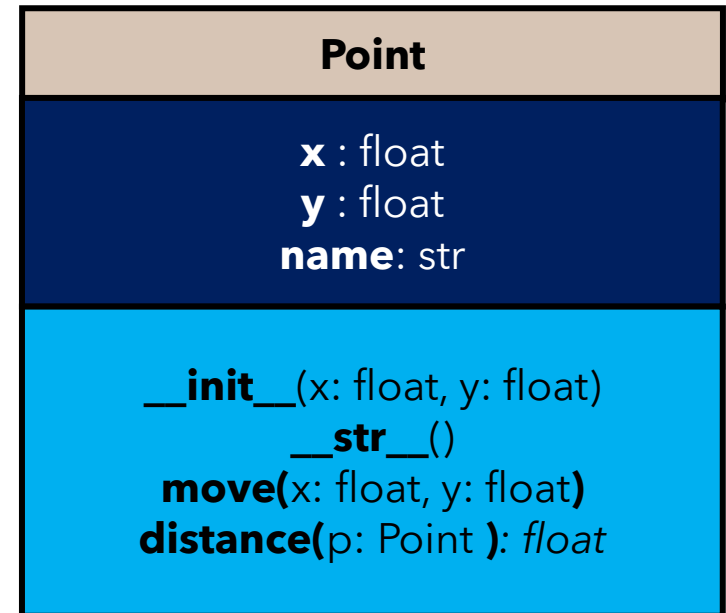 Point
x : float
y : float
name: str
__init__(x: float, y: float)
__str__()
move(x: float, y: float)
distance(p: Point ): float